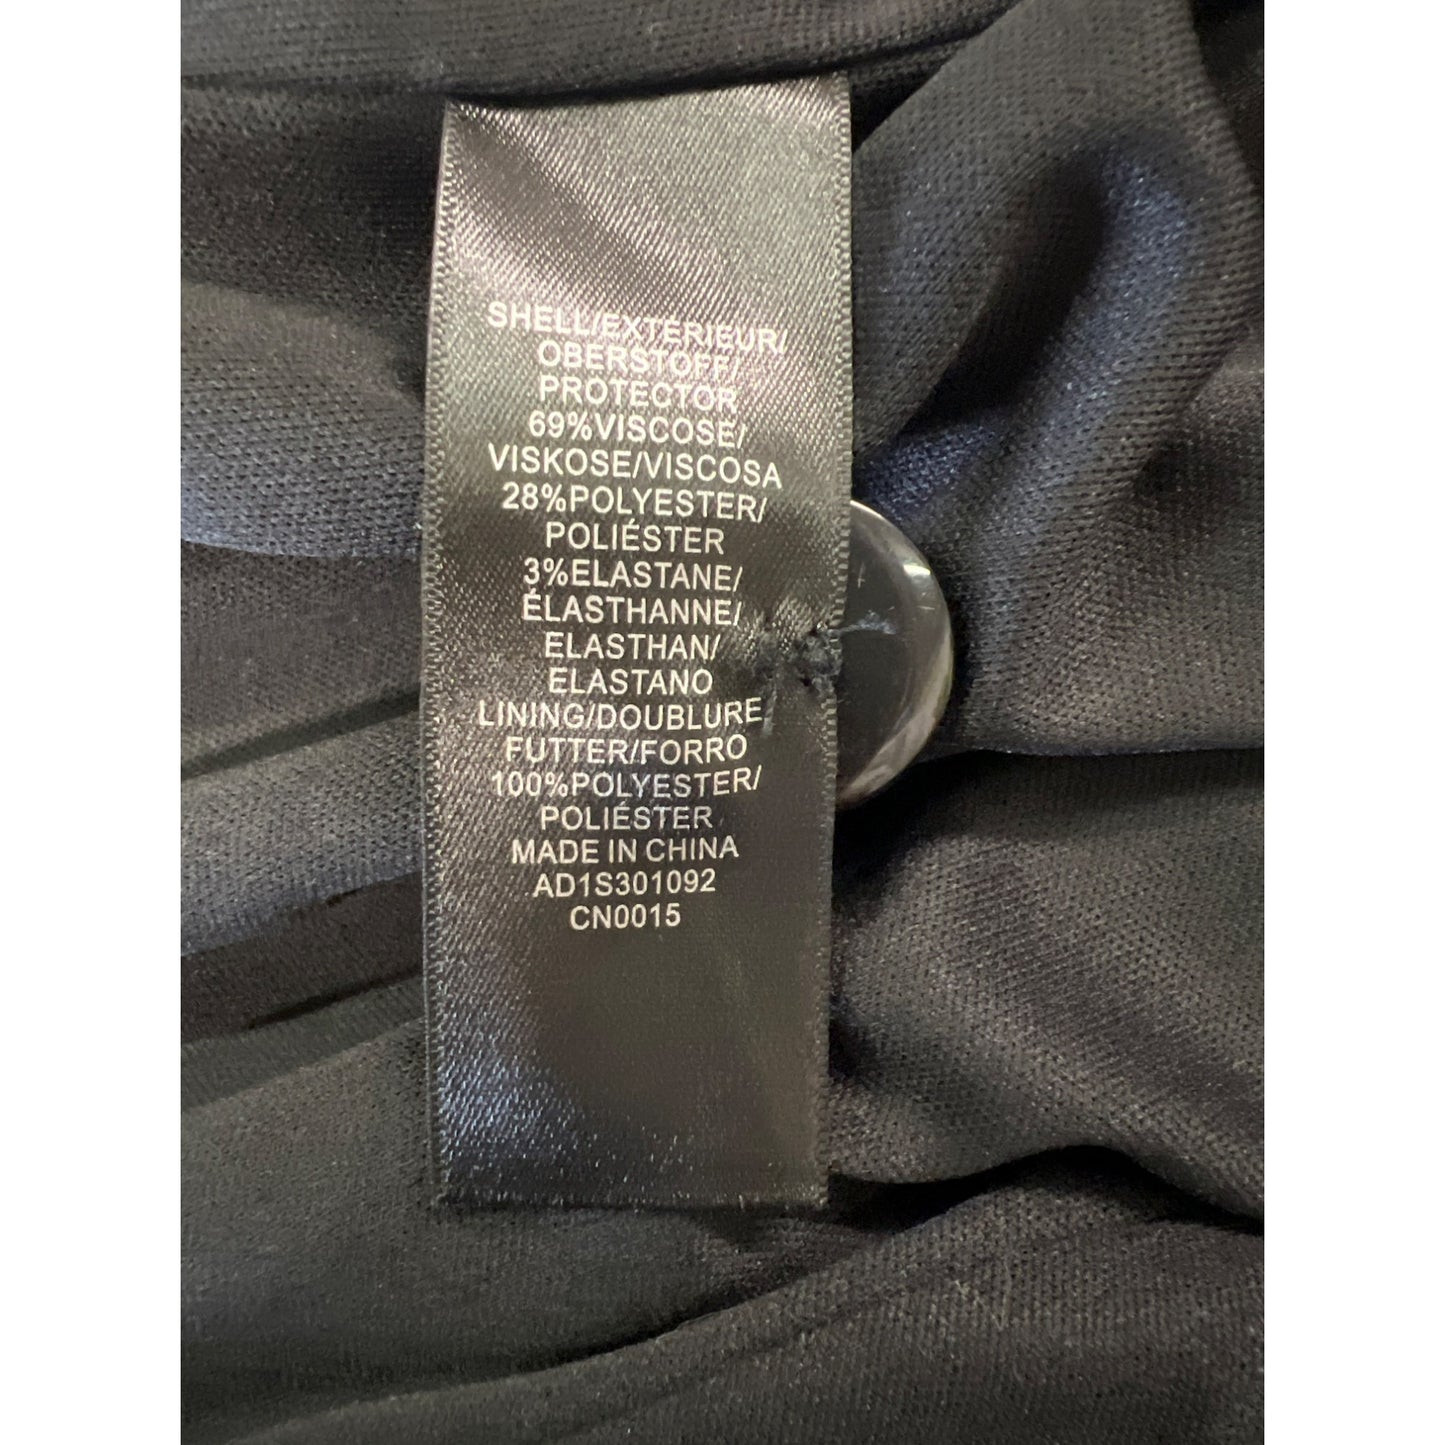 SHELL/EXTÉRIEUR/
OBERSTOFF/
PROTECTOR
69%VISCOSE/
VISKOSE/VISCOSA
28%POLYESTER/
POLIÉSTER
3%ELASTANE/
ÉLASTHANNE/
ELASTHAN/
ELASTANO
LINING/DOUBLURE/
FUTTER/FORRO
100%POLYESTER/
POLIÉSTER
MADE IN CHINA
AD1S301092
CN0015